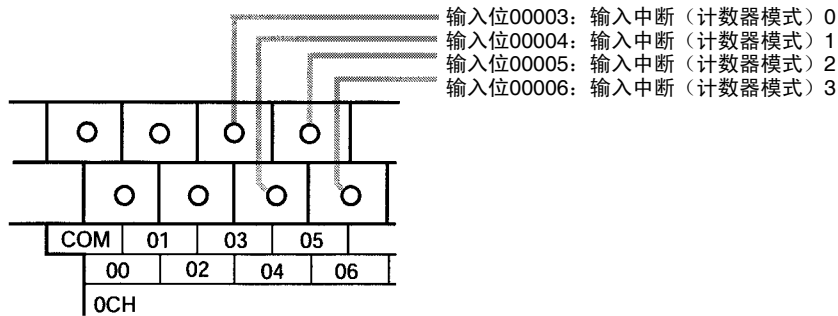 输入位00003：输入中断（计数器模式）0
输入位00004：输入中断（计数器模式）1
输入位00005：输入中断（计数器模式）2
输入位00006：输入中断（计数器模式）3
COM 01 03 05
00 02 04 06
0CH